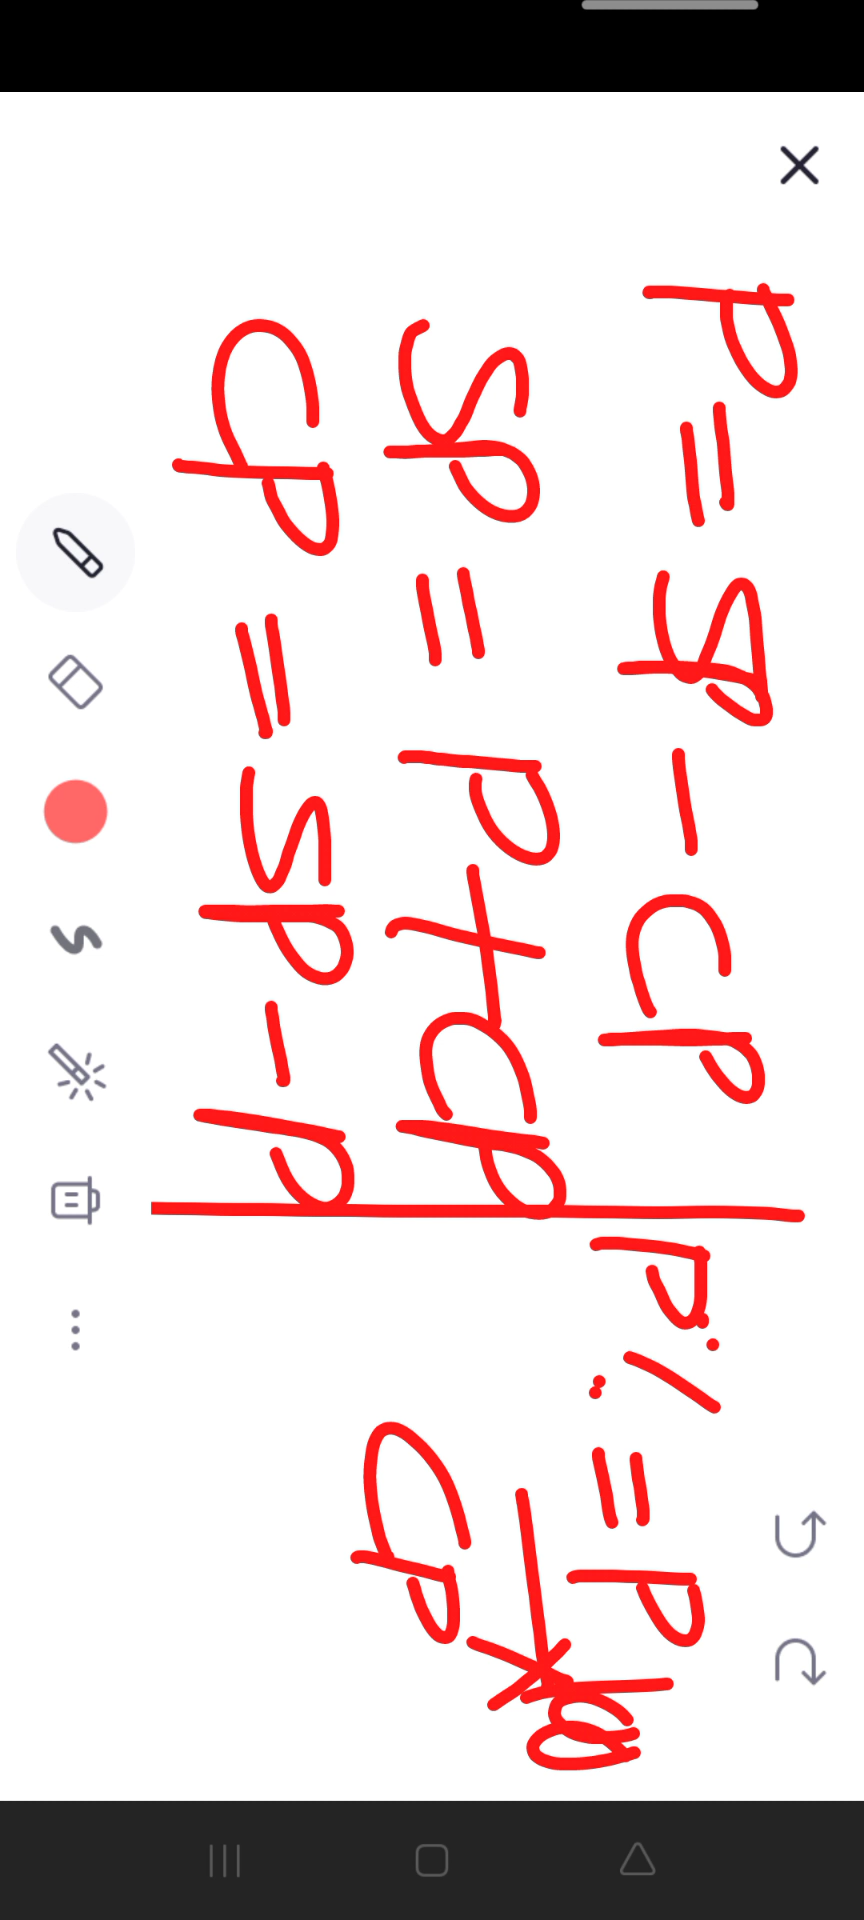 P = SP - CP
SP = P + CP
CP = SP - P
P% = P/CP × 100